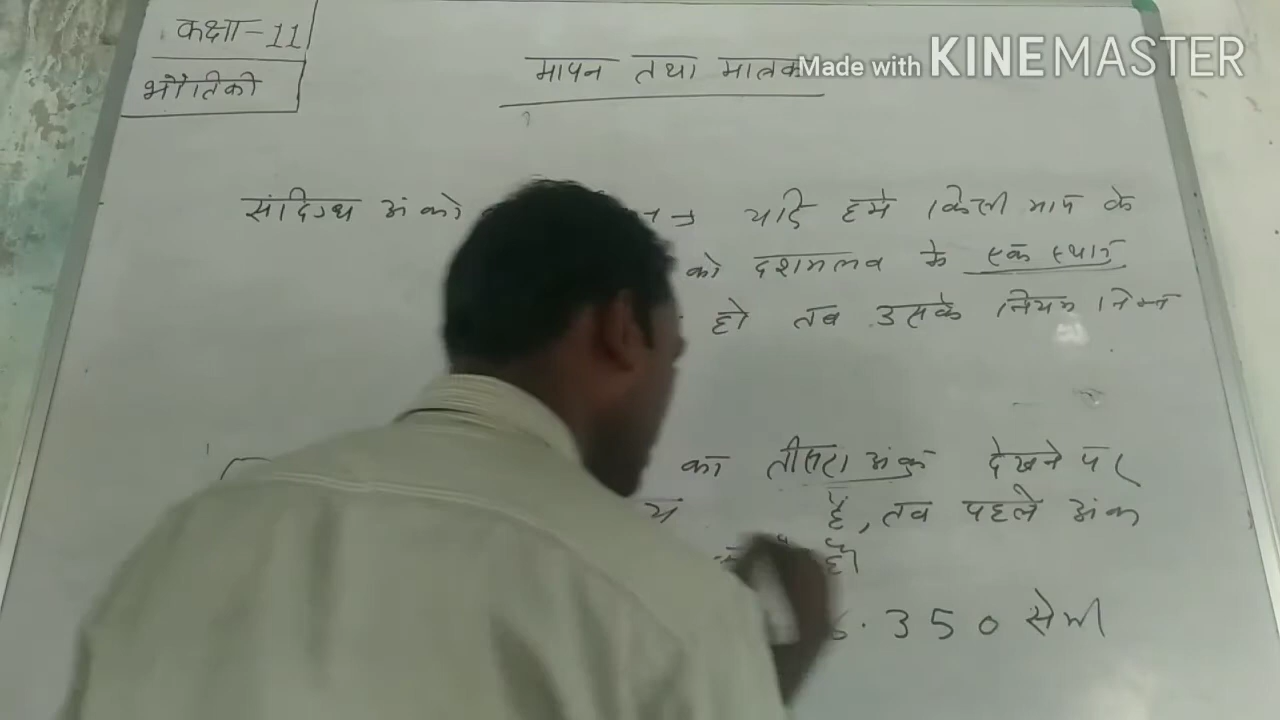 कक्षा-11
भौतिकी
मापन तथा मात्रक
Made with KINEMASTER
संदिग्ध अंको यदि हमे किसी माप के
को दशमलव के एक स्थान
हो तब उसके नियम निम्न
का तीसरा अंक देखने पर
है, तब पहले अंक
है।
6.350 सेमी